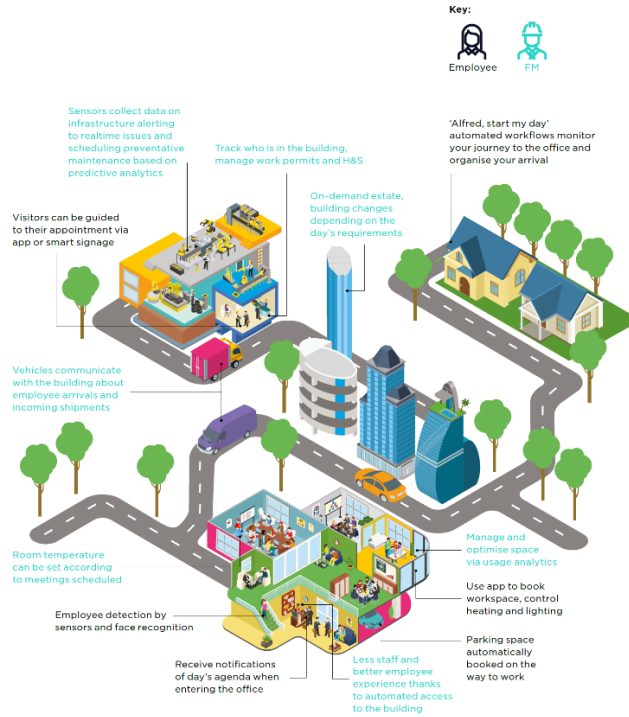 Key:
Employee
FM
Sensors collect data on
infrastructure alerting
to realtime issues and
scheduling preventative
maintenance based on
predictive analytics
Track who is in the building,
manage work permits and H&S
'Alfred, start my day'
automated workflows monitor
your journey to the office and
organise your arrival
On-demand estate,
building changes
depending on the
day's requirements
Visitors can be guided
to their appointment via
app or smart signage
Vehicles communicate
with the building about
employee arrivals and
incoming shipments
Room temperature
can be set according
to meetings scheduled
Manage and
optimise space
via usage analytics
Use app to book
workspace, control
heating and lighting
Employee detection by
sensors and face recognition
Parking space
automatically
booked on the
way to work
Receive notifications
of day's agenda when
entering the office
Less staff and
better employee
experience thanks
to automated access
to the building